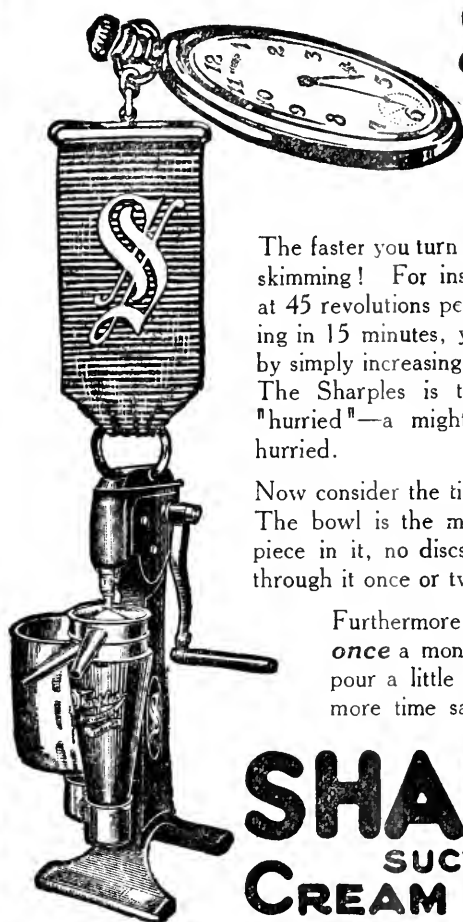 The faster you turn
skimming! For ins
at 45 revolutions pe
ing in 15 minutes, y
by simply increasing
The Sharples is t
"hurried"—a might
hurried.
Now consider the ti
The bowl is the m
piece in it, no discs
through it once or tw
Furthermore
once a mon
pour a little
more time sa
SHA
SUC
CREAM